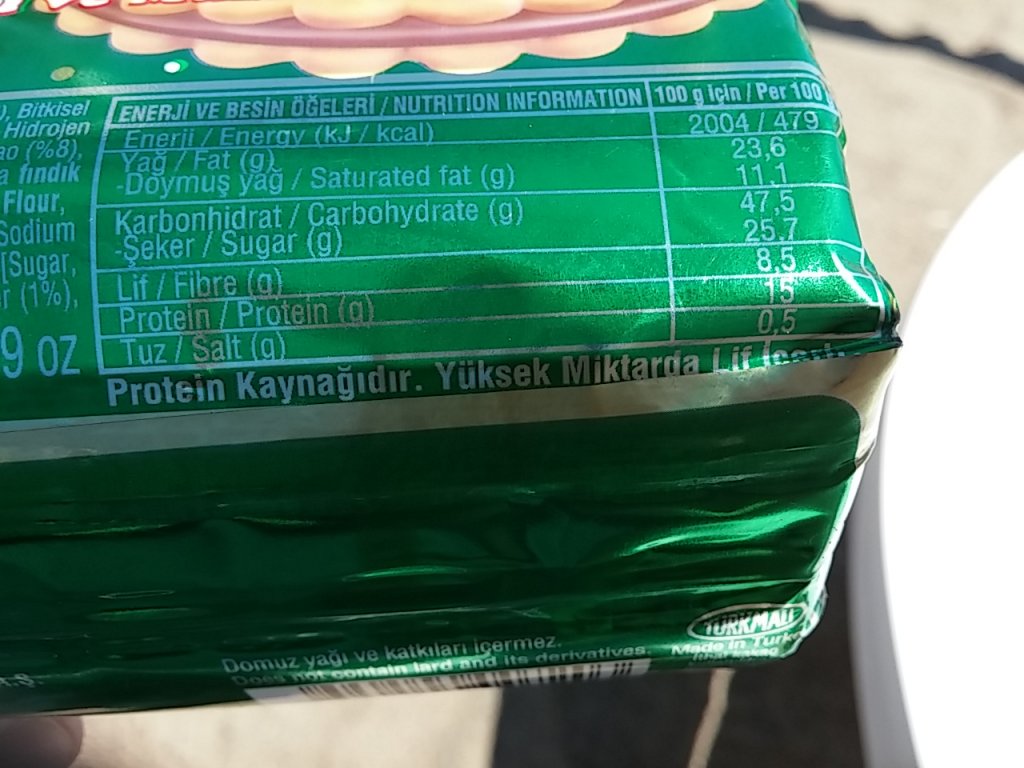 ), Bitkisel
Hidrojen
ao (%8),
a fındık
Flour,
Sodium
[Sugar,
r (1%),
9 OZ
ENERJİ VE BESİN ÖĞELERİ / NUTRITION INFORMATION 100 g için / Per 100
Enerji / Energy (kJ / kcal) 2004 / 479
Yağ / Fat (g) 23,6
-Doymuş yağ / Saturated fat (g) 11,1
Karbonhidrat / Carbohydrate (g) 47,5
-Şeker / Sugar (g) 25,7
Lif / Fibre (g) 8,5
Protein / Protein (g) 15
Tuz / Salt (g) 0,5
Protein Kaynağıdır. Yüksek Miktarda Lif
Domuz yağı ve katkıları içermez.
Does not contain lard and its derivatives.
TÜRKMALI
Made in Turkey